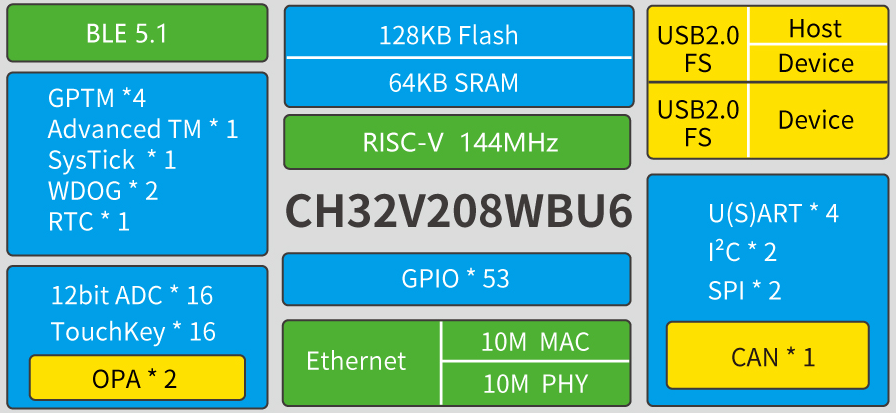 BLE 5.1
GPTM *4
Advanced TM * 1
SysTick * 1
WDOG * 2
RTC * 1
12bit ADC * 16
TouchKey * 16
OPA * 2
128KB Flash
64KB SRAM
RISC-V 144MHz
CH32V208WBU6
GPIO * 53
Ethernet
10M MAC
10M PHY
USB2.0
FS
Host
Device
USB2.0
FS
Device
U(S)ART * 4
I²C * 2
SPI * 2
CAN * 1